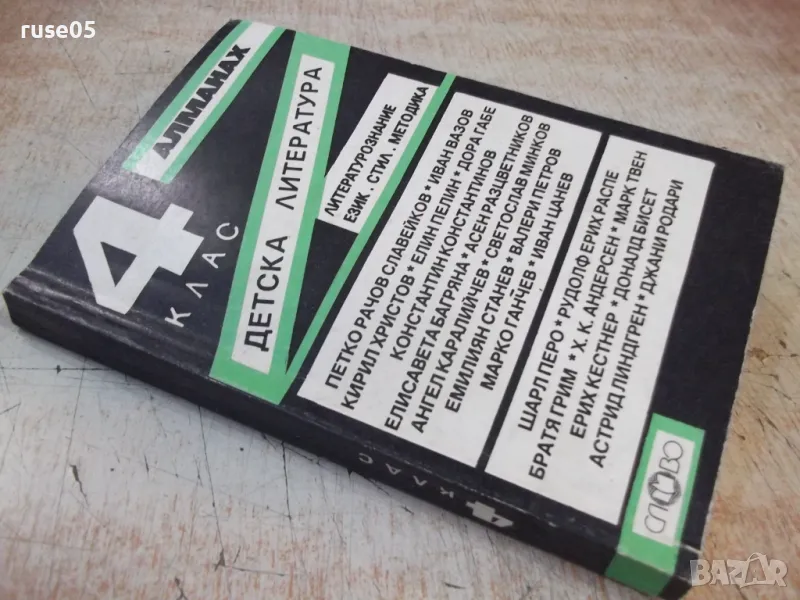 ruse05
АЛМАНАХ
4
КЛАС
ДЕТСКА ЛИТЕРАТУРА
ЛИТЕРАТУРОЗНАНИЕ
ЕЗИК . СТИЛ . МЕТОДИКА
ПЕТКО РАЧОВ СЛАВЕЙКОВ * ИВАН ВАЗОВ
КИРИЛ ХРИСТОВ * ЕЛИН ПЕЛИН * ДОРА ГАБЕ
КОНСТАНТИН КОНСТАНТИНОВ
ЕЛИСАВЕТА БАГРЯНА * АСЕН РАЗЦВЕТНИКОВ
АНГЕЛ КАРАЛИЙЧЕВ * СВЕТОСЛАВ МИНКОВ
ЕМИЛИЯН СТАНЕВ * ВАЛЕРИ ПЕТРОВ
МАРКО ГАНЧЕВ * ИВАН ЦАНЕВ
ШАРЛ ПЕРО * РУДОЛФ ЕРИХ РАСПЕ
БРАТЯ ГРИМ * Х. К. АНДЕРСЕН * МАРК ТВЕН
ЕРИХ КЕСТНЕР * ДОНАЛД БИСЕТ
АСТРИД ЛИНДГРЕН * ДЖАНИ РОДАРИ
СЛОВО
4 КЛАС
BAZAR